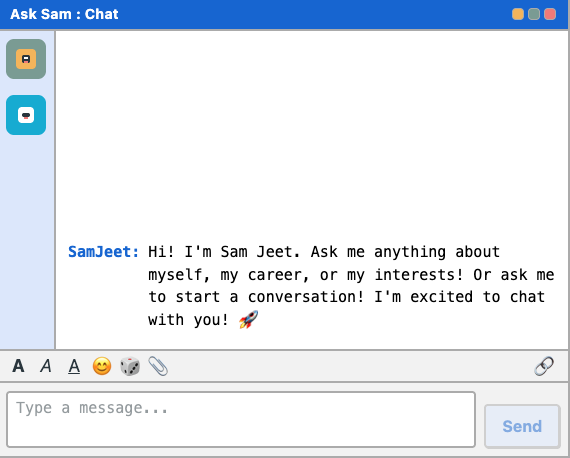 Ask Sam : Chat
SamJeet: Hi! I'm Sam Jeet. Ask me anything about
myself, my career, or my interests! Or ask me
to start a conversation! I'm excited to chat
with you! 🚀
A A A 😊 🎲 📎 🔗
Type a message...
Send